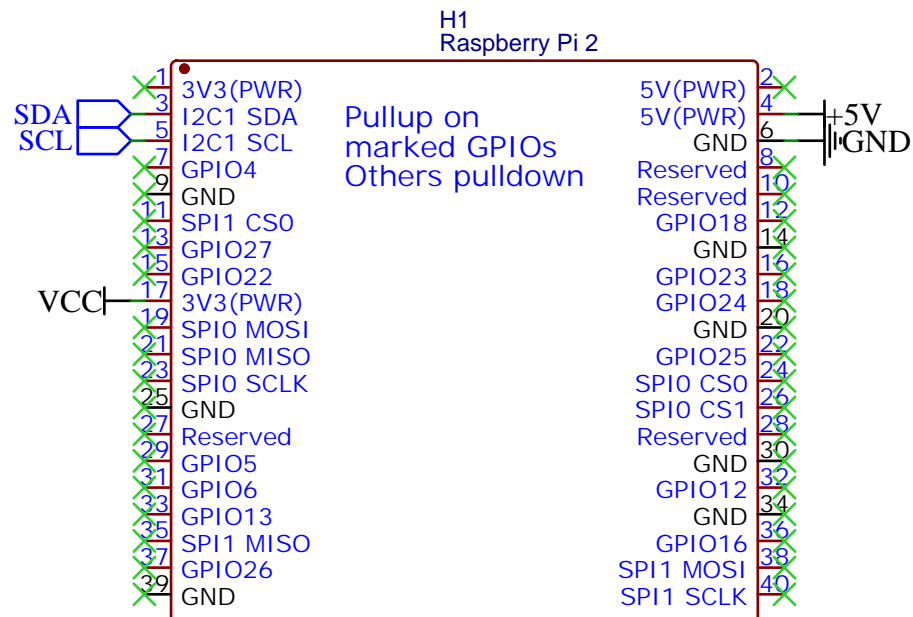 H1
Raspberry Pi 2
1 3V3(PWR) 5V(PWR) 2
SDA 3 I2C1 SDA Pullup on 5V(PWR) 4 +5V
SCL 5 I2C1 SCL marked GPIOs GND 6 GND
7 GPIO4 Others pulldown Reserved 8
9 GND Reserved 10
11 SPI1 CS0 GPIO18 12
13 GPIO27 GND 14
15 GPIO22 GPIO23 16
VCC 17 3V3(PWR) GPIO24 18
19 SPI0 MOSI GND 20
21 SPI0 MISO GPIO25 22
23 SPI0 SCLK SPI0 CS0 24
25 GND SPI0 CS1 26
27 Reserved Reserved 28
29 GPIO5 GND 30
31 GPIO6 GPIO12 32
33 GPIO13 GND 34
35 SPI1 MISO GPIO16 36
37 GPIO26 SPI1 MOSI 38
39 GND SPI1 SCLK 40